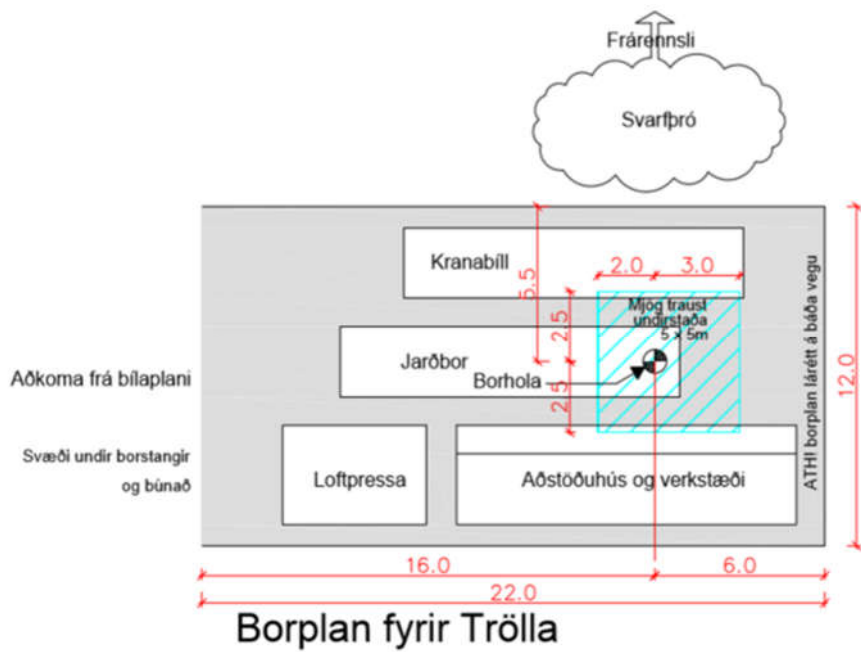 Frárennsli
Svarfþró
Kranabíll
2.0
3.0
5.5
Mjög traust
undirstaða
5 x 5m
2.5
Jarðbor
Borhola
2.5
Aðkoma frá bílaplani
Svæði undir borstangir
og búnað
Loftpressa
Aðstöðuhús og verkstæði
ATH! borplan lárétt á báða vegu
12.0
16.0
6.0
22.0
Borplan fyrir Trölla